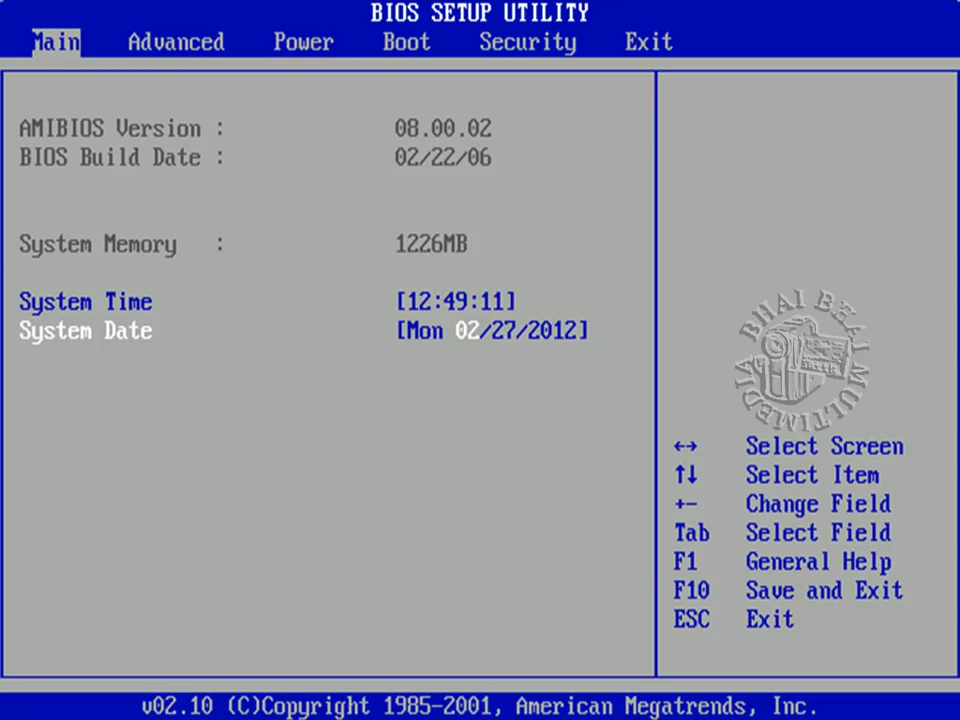 BIOS SETUP UTILITY
Main Advanced Power Boot Security Exit
AMIBIOS Version : 08.00.02
BIOS Build Date : 02/22/06
System Memory : 1226MB
System Time [12:49:11]
System Date [Mon 02/27/2012]
BHAI BHAI MULTIMEDIA
←→ Select Screen
↑↓ Select Item
+- Change Field
Tab Select Field
F1 General Help
F10 Save and Exit
ESC Exit
v02.10 (C)Copyright 1985-2001, American Megatrends, Inc.